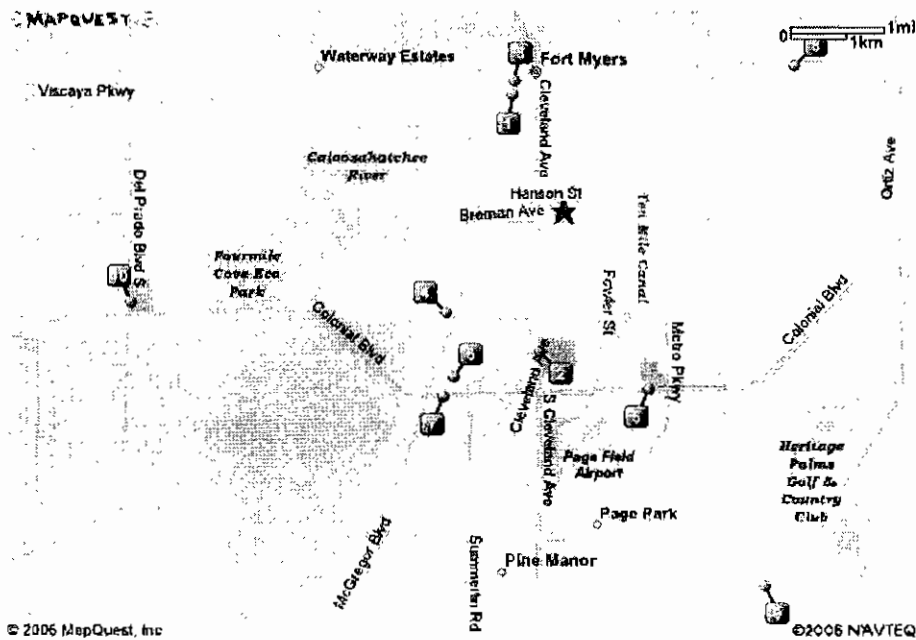 MAPQUEST
0 1mi
1km
Waterway Estates
Fort Myers
Viscaya Pkwy
Cleveland Ave
Caloosahatchee
River
Ortiz Ave
Hanson St
Broman Ave
Ten Mile Canal
Del Prado Blvd S
Fourmile
Cove Eco
Park
Fowler St
Colonial Blvd
Colonial Blvd
Metro Pkwy
Cleveland Ave
S Cleveland Ave
Page Field
Airport
Heritage
Palms
Golf &
Country
Club
Page Park
McGregor Blvd
Summerlin Rd
Pine Manor
© 2006 MapQuest, Inc
©2006 NAVTEQ